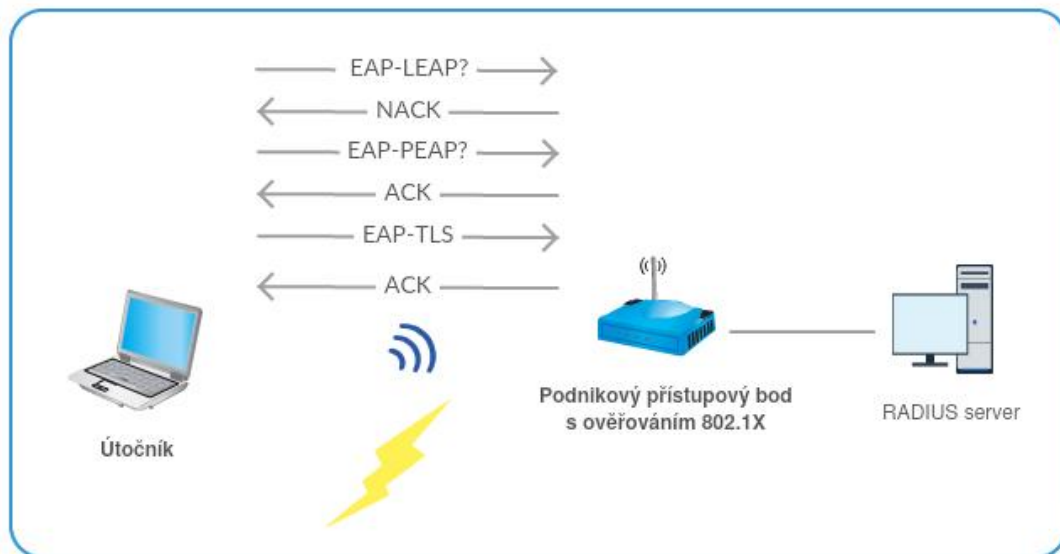 EAP-LEAP?
NACK
EAP-PEAP?
ACK
EAP-TLS
ACK
Útočník
Podnikový přístupový bod
s ověřováním 802.1X
RADIUS server